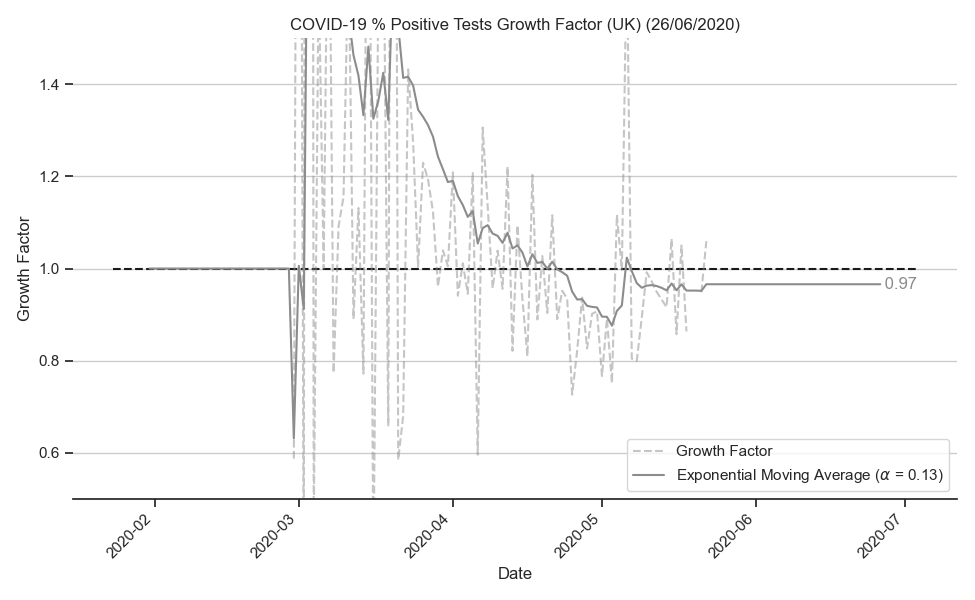 COVID-19 % Positive Tests Growth Factor (UK) (26/06/2020)
Growth Factor
1.4
1.2
1.0
0.8
0.6
0.97
Growth Factor
Exponential Moving Average (α = 0.13)
2020-02
2020-03
2020-04
2020-05
2020-06
2020-07
Date